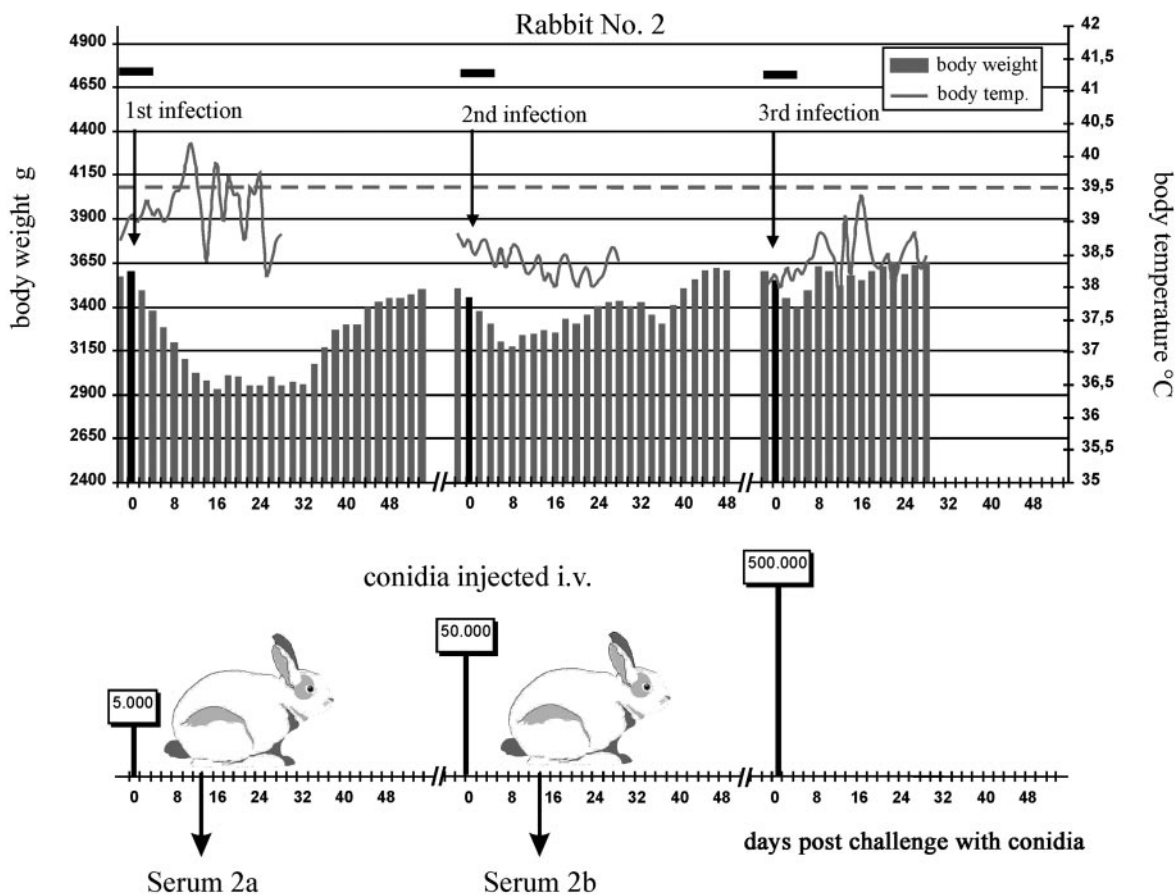 Rabbit No. 2
4900
4650
4400
4150
3900
3650
3400
3150
2900
2650
2400
body weight g
42
41,5
41
40,5
40
39,5
39
38,5
38
37,5
37
36,5
36
35,5
35
body temperature °C
body weight
body temp.
1st infection
2nd infection
3rd infection
0 8 16 24 32 40 48 0 8 16 24 32 40 48 0 8 16 24 32 40 48
conidia injected i.v.
5.000
50.000
500.000
0 8 16 24 32 40 48 0 8 16 24 32 40 48 0 8 16 24 32 40 48
days post challenge with conidia
Serum 2a
Serum 2b